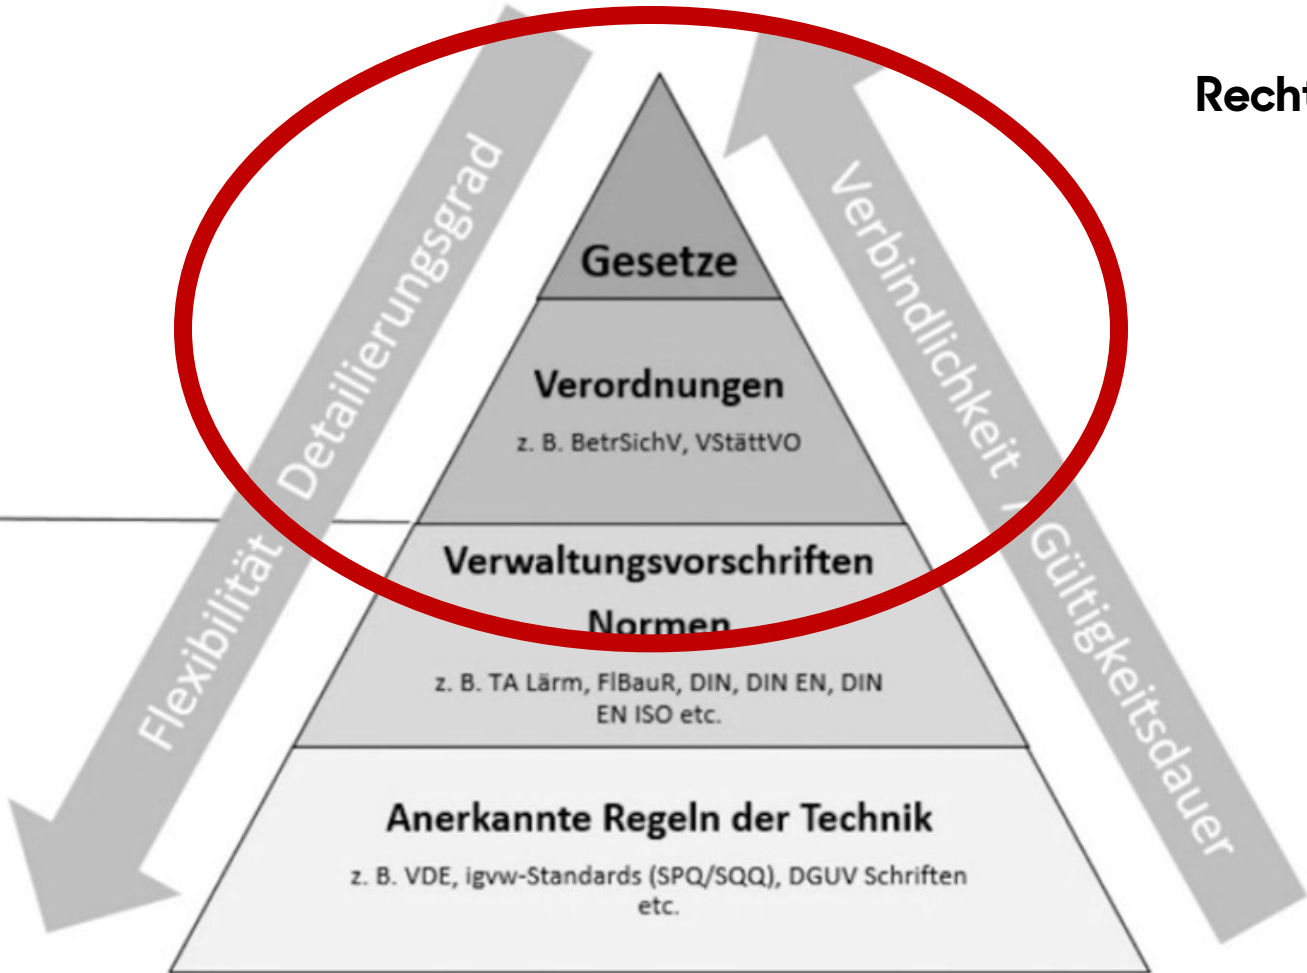 Recht
Gesetze
Verordnungen
z. B. BetrSichV, VStättVO
Verwaltungsvorschriften
Normen
z. B. TA Lärm, FlBauR, DIN, DIN EN, DIN
EN ISO etc.
Anerkannte Regeln der Technik
z. B. VDE, igvw-Standards (SPQ/SQQ), DGUV Schriften
etc.
Flexibilität Detailierungsgrad
Verbindlichkeit / Gültigkeitsdauer